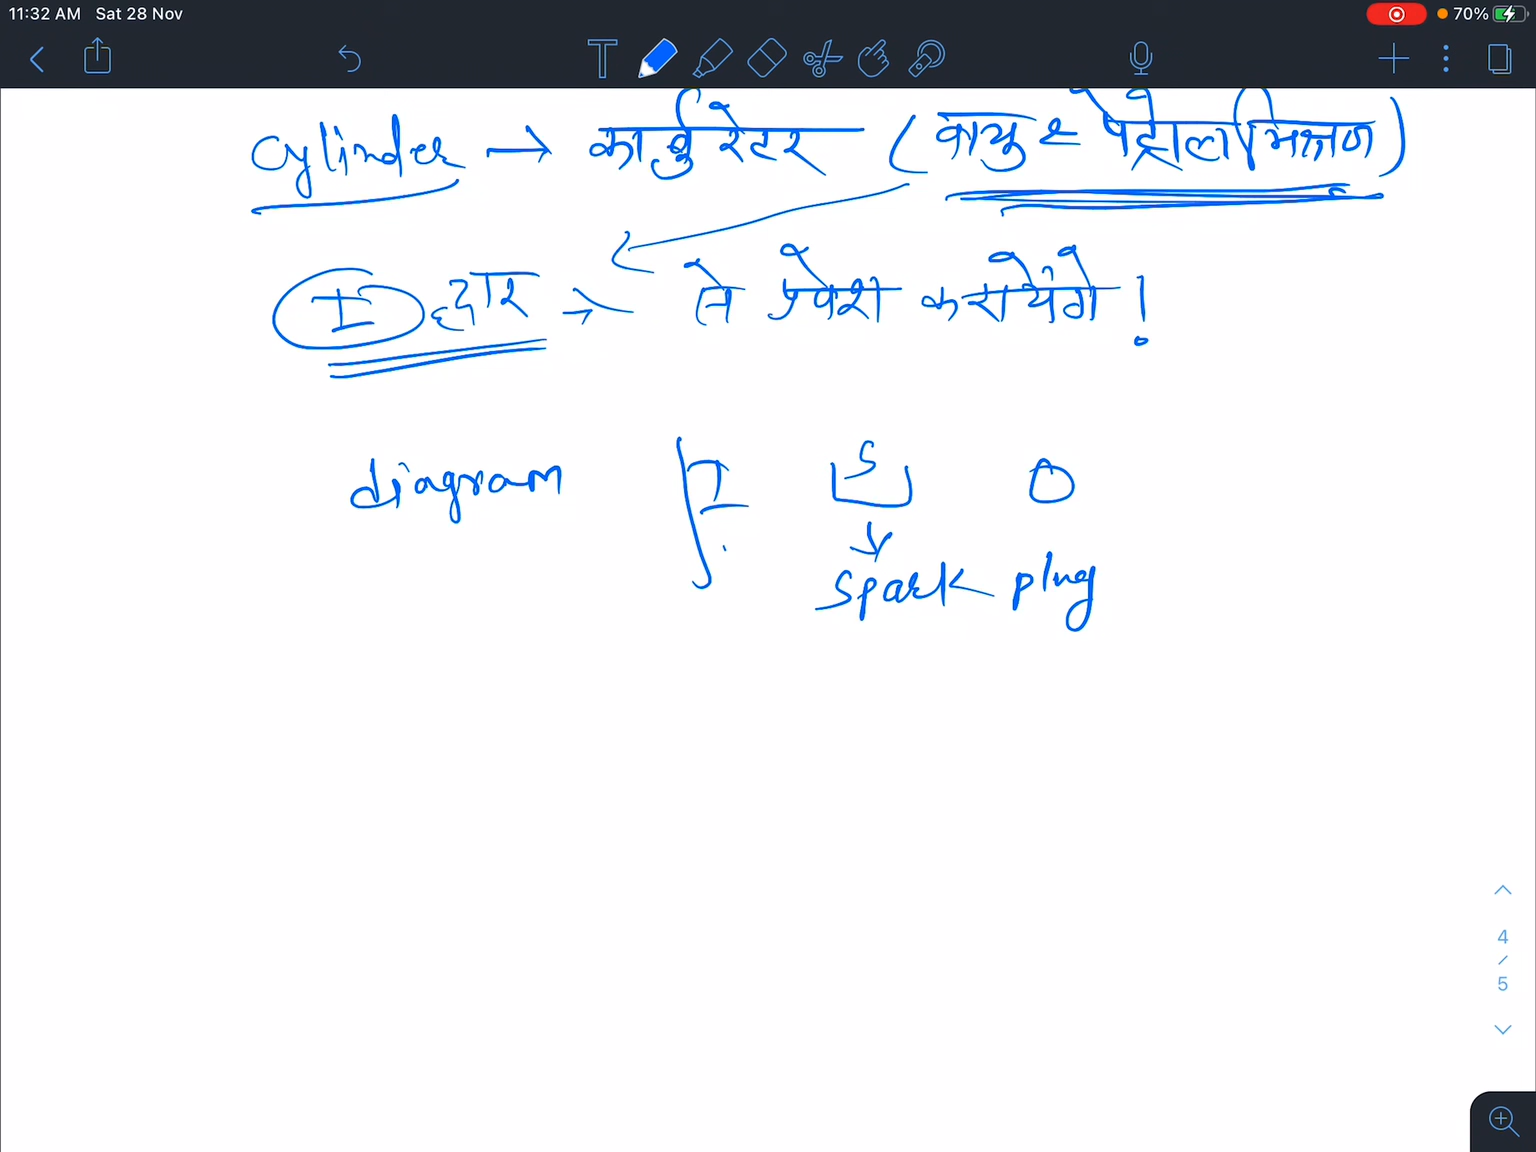 11:32 AM Sat 28 Nov
70%
cylinder → कार्बुरेटर (वायु & पेट्रोल मिश्रण)
I द्वार → से प्रवेश करायेंगे !
diagram I S O
spark plug
4
/
5